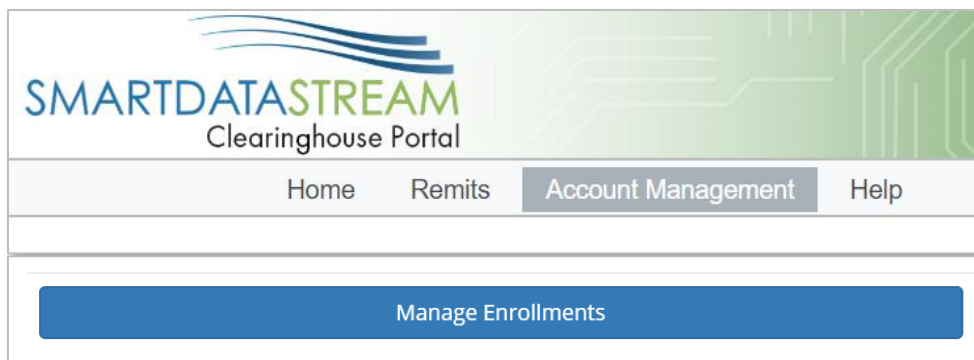 SMARTDATASTREAM
Clearinghouse Portal
Home Remits Account Management Help
Manage Enrollments